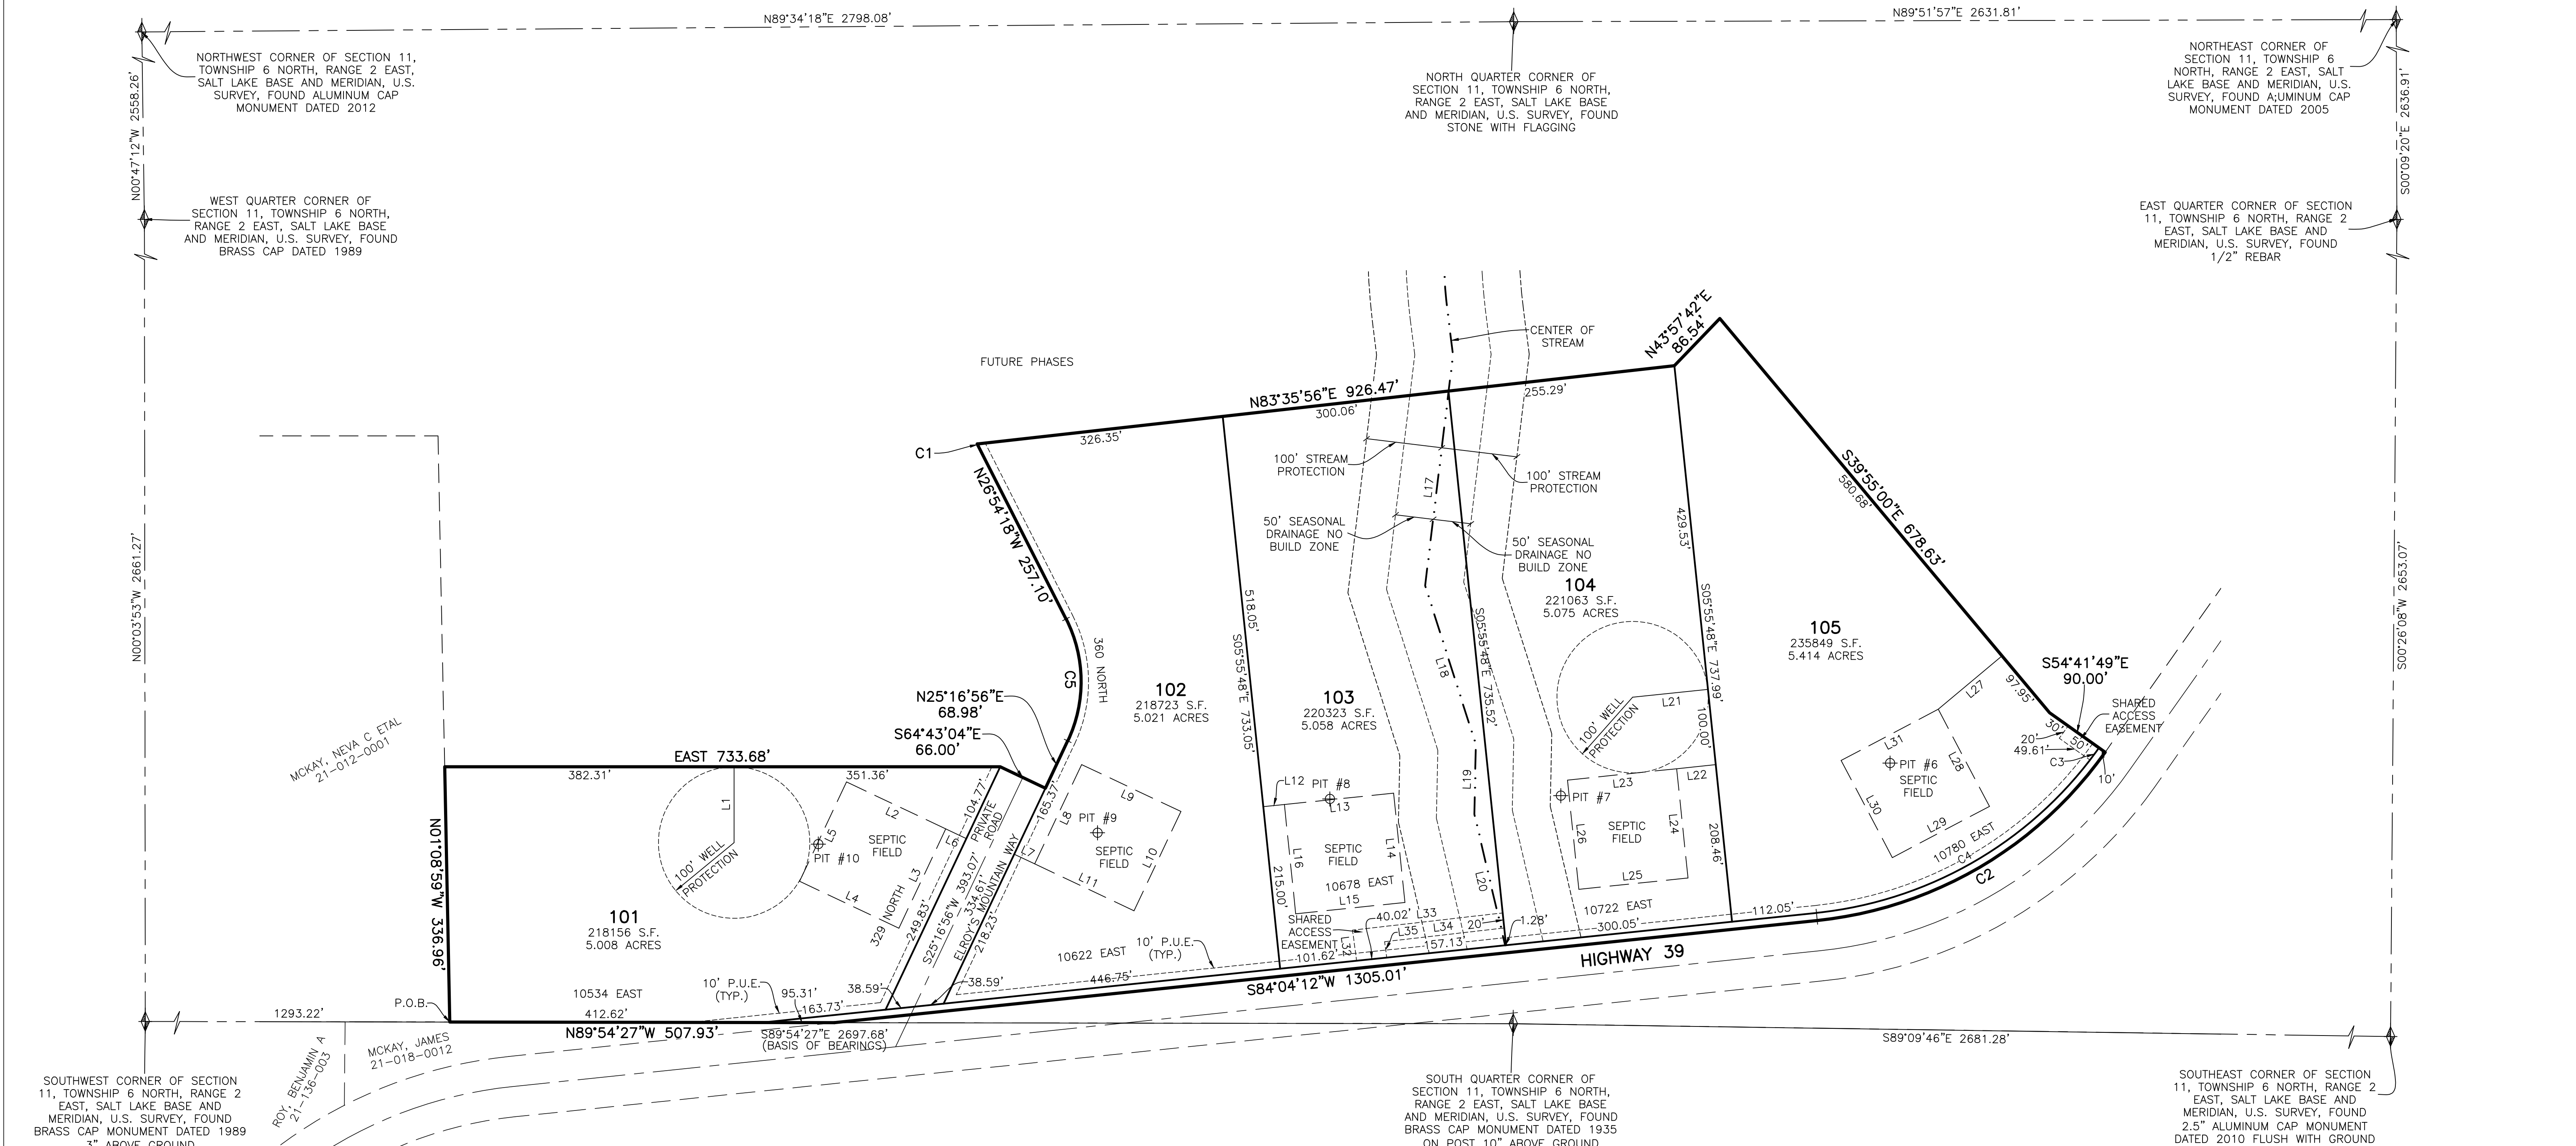 N89°34'18"E 2798.08'
N89°51'57"E 2631.81'
NORTHWEST CORNER OF SECTION 11,
TOWNSHIP 6 NORTH, RANGE 2 EAST,
SALT LAKE BASE AND MERIDIAN, U.S.
SURVEY, FOUND ALUMINUM CAP
MONUMENT DATED 2012
NORTH QUARTER CORNER OF
SECTION 11, TOWNSHIP 6 NORTH,
RANGE 2 EAST, SALT LAKE BASE
AND MERIDIAN, U.S. SURVEY, FOUND
STONE WITH FLAGGING
NORTHEAST CORNER OF
SECTION 11, TOWNSHIP 6
NORTH, RANGE 2 EAST, SALT
LAKE BASE AND MERIDIAN, U.S.
SURVEY, FOUND A;UMINUM CAP
MONUMENT DATED 2005
N00°47'12"W 2558.26'
S00°09'20"E 2636.91'
WEST QUARTER CORNER OF
SECTION 11, TOWNSHIP 6 NORTH,
RANGE 2 EAST, SALT LAKE BASE
AND MERIDIAN, U.S. SURVEY, FOUND
BRASS CAP DATED 1989
EAST QUARTER CORNER OF SECTION
11, TOWNSHIP 6 NORTH, RANGE 2
EAST, SALT LAKE BASE AND
MERIDIAN, U.S. SURVEY, FOUND
1/2" REBAR
N00°03'53"W 2661.27'
S00°26'08"W 2653.07'
FUTURE PHASES
CENTER OF
STREAM
N43°57'42"E
86.54'
N83°35'56"E 926.47'
326.35'
300.06'
255.29'
C1
N26°54'18"W 257.10'
C5
360 NORTH
100' STREAM
PROTECTION
100' STREAM
PROTECTION
L17
50' SEASONAL
DRAINAGE NO
BUILD ZONE
50' SEASONAL
DRAINAGE NO
BUILD ZONE
S39°55'00"E 678.63'
580.68'
97.95'
104
221063 S.F.
5.075 ACRES
105
235849 S.F.
5.414 ACRES
102
218723 S.F.
5.021 ACRES
103
220323 S.F.
5.058 ACRES
518.05'
S05°55'48"E 733.05'
215.00'
L18
S05°55'48"E 735.52'
L19
L20
429.53'
S05°55'48"E 737.99'
100.00'
208.46'
100' WELL
PROTECTION
L21
S54°41'49"E
90.00'
SHARED
ACCESS
EASEMENT
30'
50'
20'
49.61'
C3
10'
L27
L31
L28
L30
L29
PIT #6
SEPTIC
FIELD
10780 EAST
C4
C2
N25°16'56"E
68.98'
S64°43'04"E
66.00'
MCKAY, NEVA C ETAL
21-012-0001
EAST 733.68'
382.31'
351.36'
N01°08'59"W 336.96'
L1
100' WELL
PROTECTION
L2
L5
L3
L4
L6
PIT #10
SEPTIC
FIELD
329 NORTH
104.77'
PRIVATE
ROAD
165.37'
249.83'
S25°16'56"W 393.07'
334.61'
ELROY'S MOUNTAIN WAY
218.23'
L7
L8
L9
L10
L11
PIT #9
SEPTIC
FIELD
L12
PIT #8
L13
L14
L16
L15
SEPTIC
FIELD
10678 EAST
PIT #7
L23
L22
L24
L26
L25
SEPTIC
FIELD
101
218156 S.F.
5.008 ACRES
P.O.B.
10534 EAST
412.62'
10' P.U.E.
(TYP.)
95.31'
163.73'
38.59'
38.59'
446.75'
10622 EAST
10' P.U.E.
(TYP.)
SHARED
ACCESS
EASEMENT
L32
L33
L34
L35
40.02'
20'
101.62'
157.13'
1.28'
10722 EAST
300.05'
112.05'
S84°04'12"W 1305.01'
HIGHWAY 39
1293.22'
N89°54'27"W 507.93'
S89°54'27"E 2697.68'
(BASIS OF BEARINGS)
S89°09'46"E 2681.28'
ROY, BENJAMIN A
21-136-003
MCKAY, JAMES
21-018-0012
SOUTHWEST CORNER OF SECTION
11, TOWNSHIP 6 NORTH, RANGE 2
EAST, SALT LAKE BASE AND
MERIDIAN, U.S. SURVEY, FOUND
BRASS CAP MONUMENT DATED 1989
3" ABOVE GROUND
SOUTH QUARTER CORNER OF
SECTION 11, TOWNSHIP 6 NORTH,
RANGE 2 EAST, SALT LAKE BASE
AND MERIDIAN, U.S. SURVEY, FOUND
BRASS CAP MONUMENT DATED 1935
ON POST 10" ABOVE GROUND
SOUTHEAST CORNER OF SECTION
11, TOWNSHIP 6 NORTH, RANGE 2
EAST, SALT LAKE BASE AND
MERIDIAN, U.S. SURVEY, FOUND
2.5" ALUMINUM CAP MONUMENT
DATED 2010 FLUSH WITH GROUND